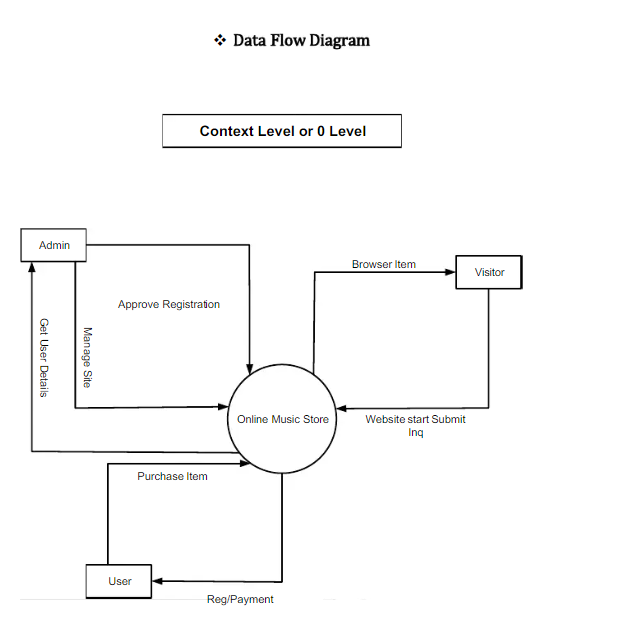 ❖ Data Flow Diagram
Context Level or 0 Level
Admin
Browser Item
Visitor
Approve Registration
Get User Details
Manage Site
Online Music Store
Website start Submit
Inq
Purchase Item
User
Reg/Payment